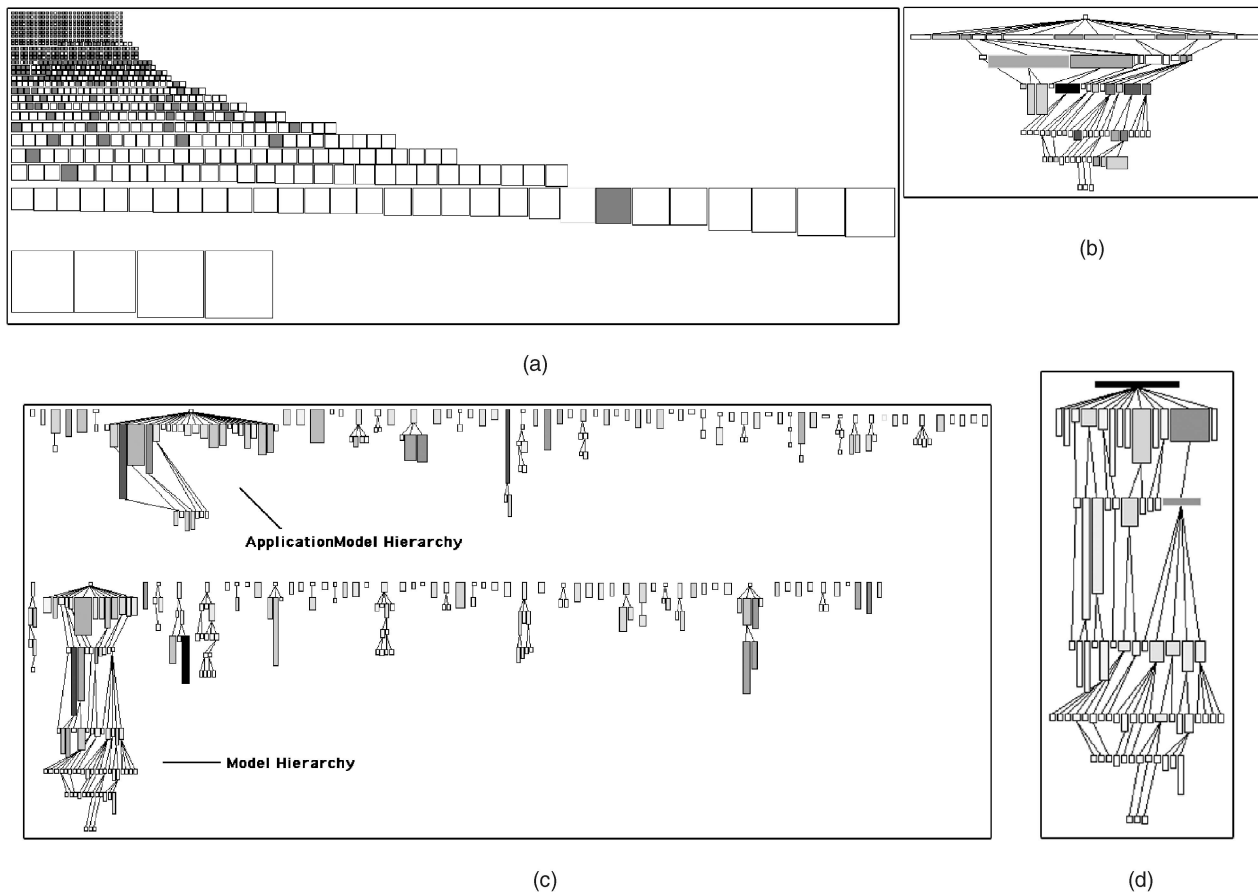 (b)
(a)
ApplicationModel Hierarchy
Model Hierarchy
(c)
(d)